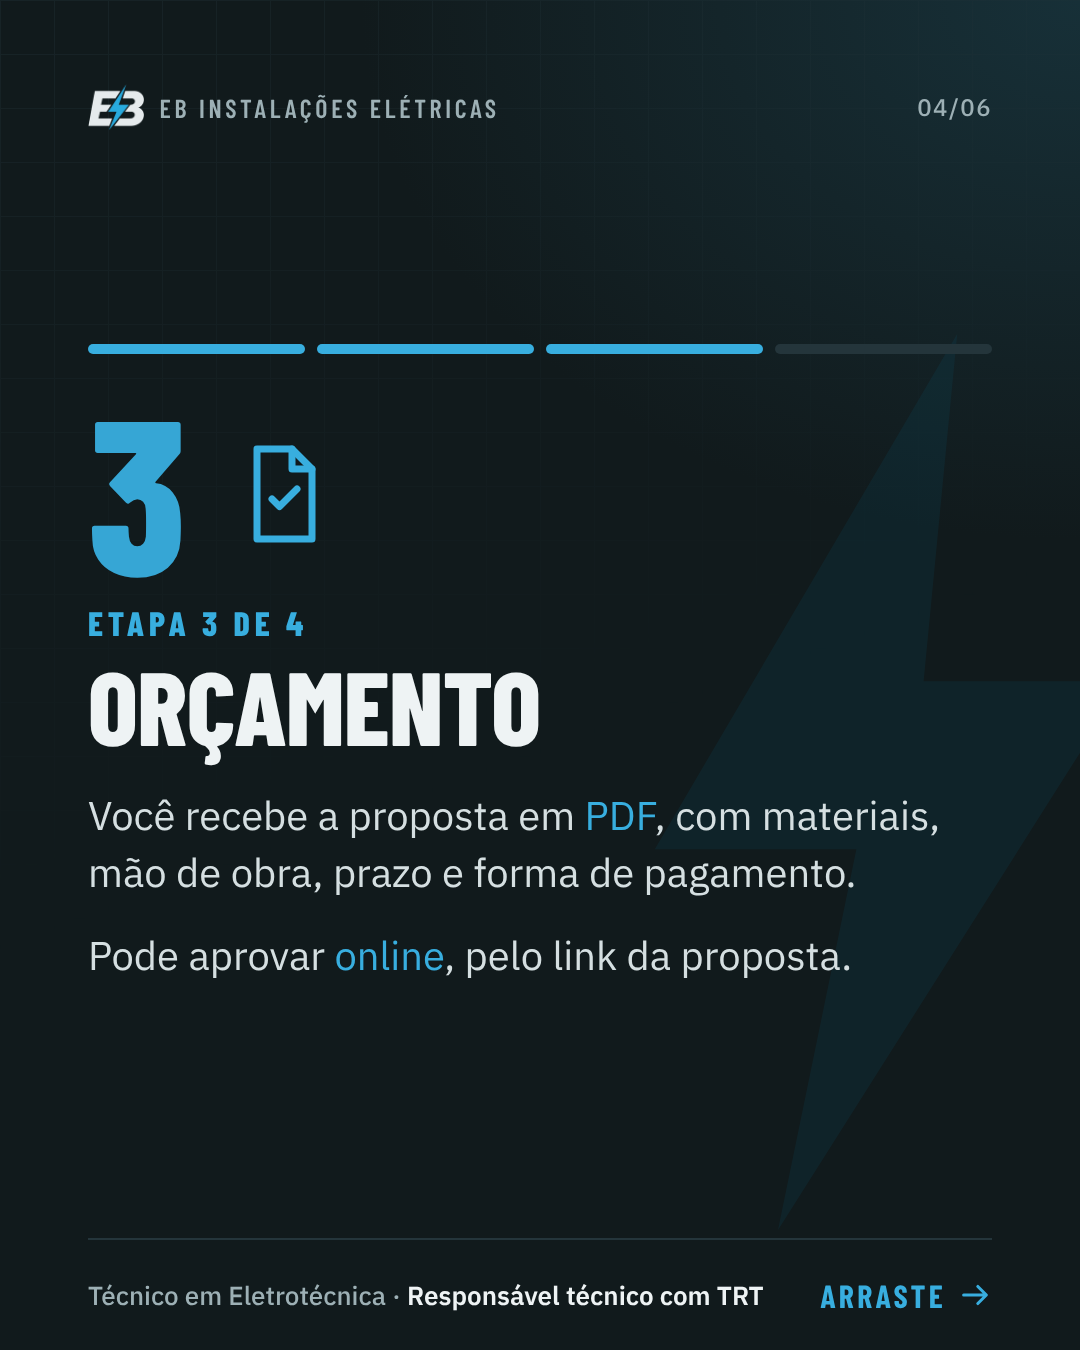 EB EB INSTALAÇÕES ELÉTRICAS
04/06
3
ETAPA 3 DE 4
ORÇAMENTO
Você recebe a proposta em PDF, com materiais,
mão de obra, prazo e forma de pagamento.
Pode aprovar online, pelo link da proposta.
Técnico em Eletrotécnica · Responsável técnico com TRT
ARRASTE →